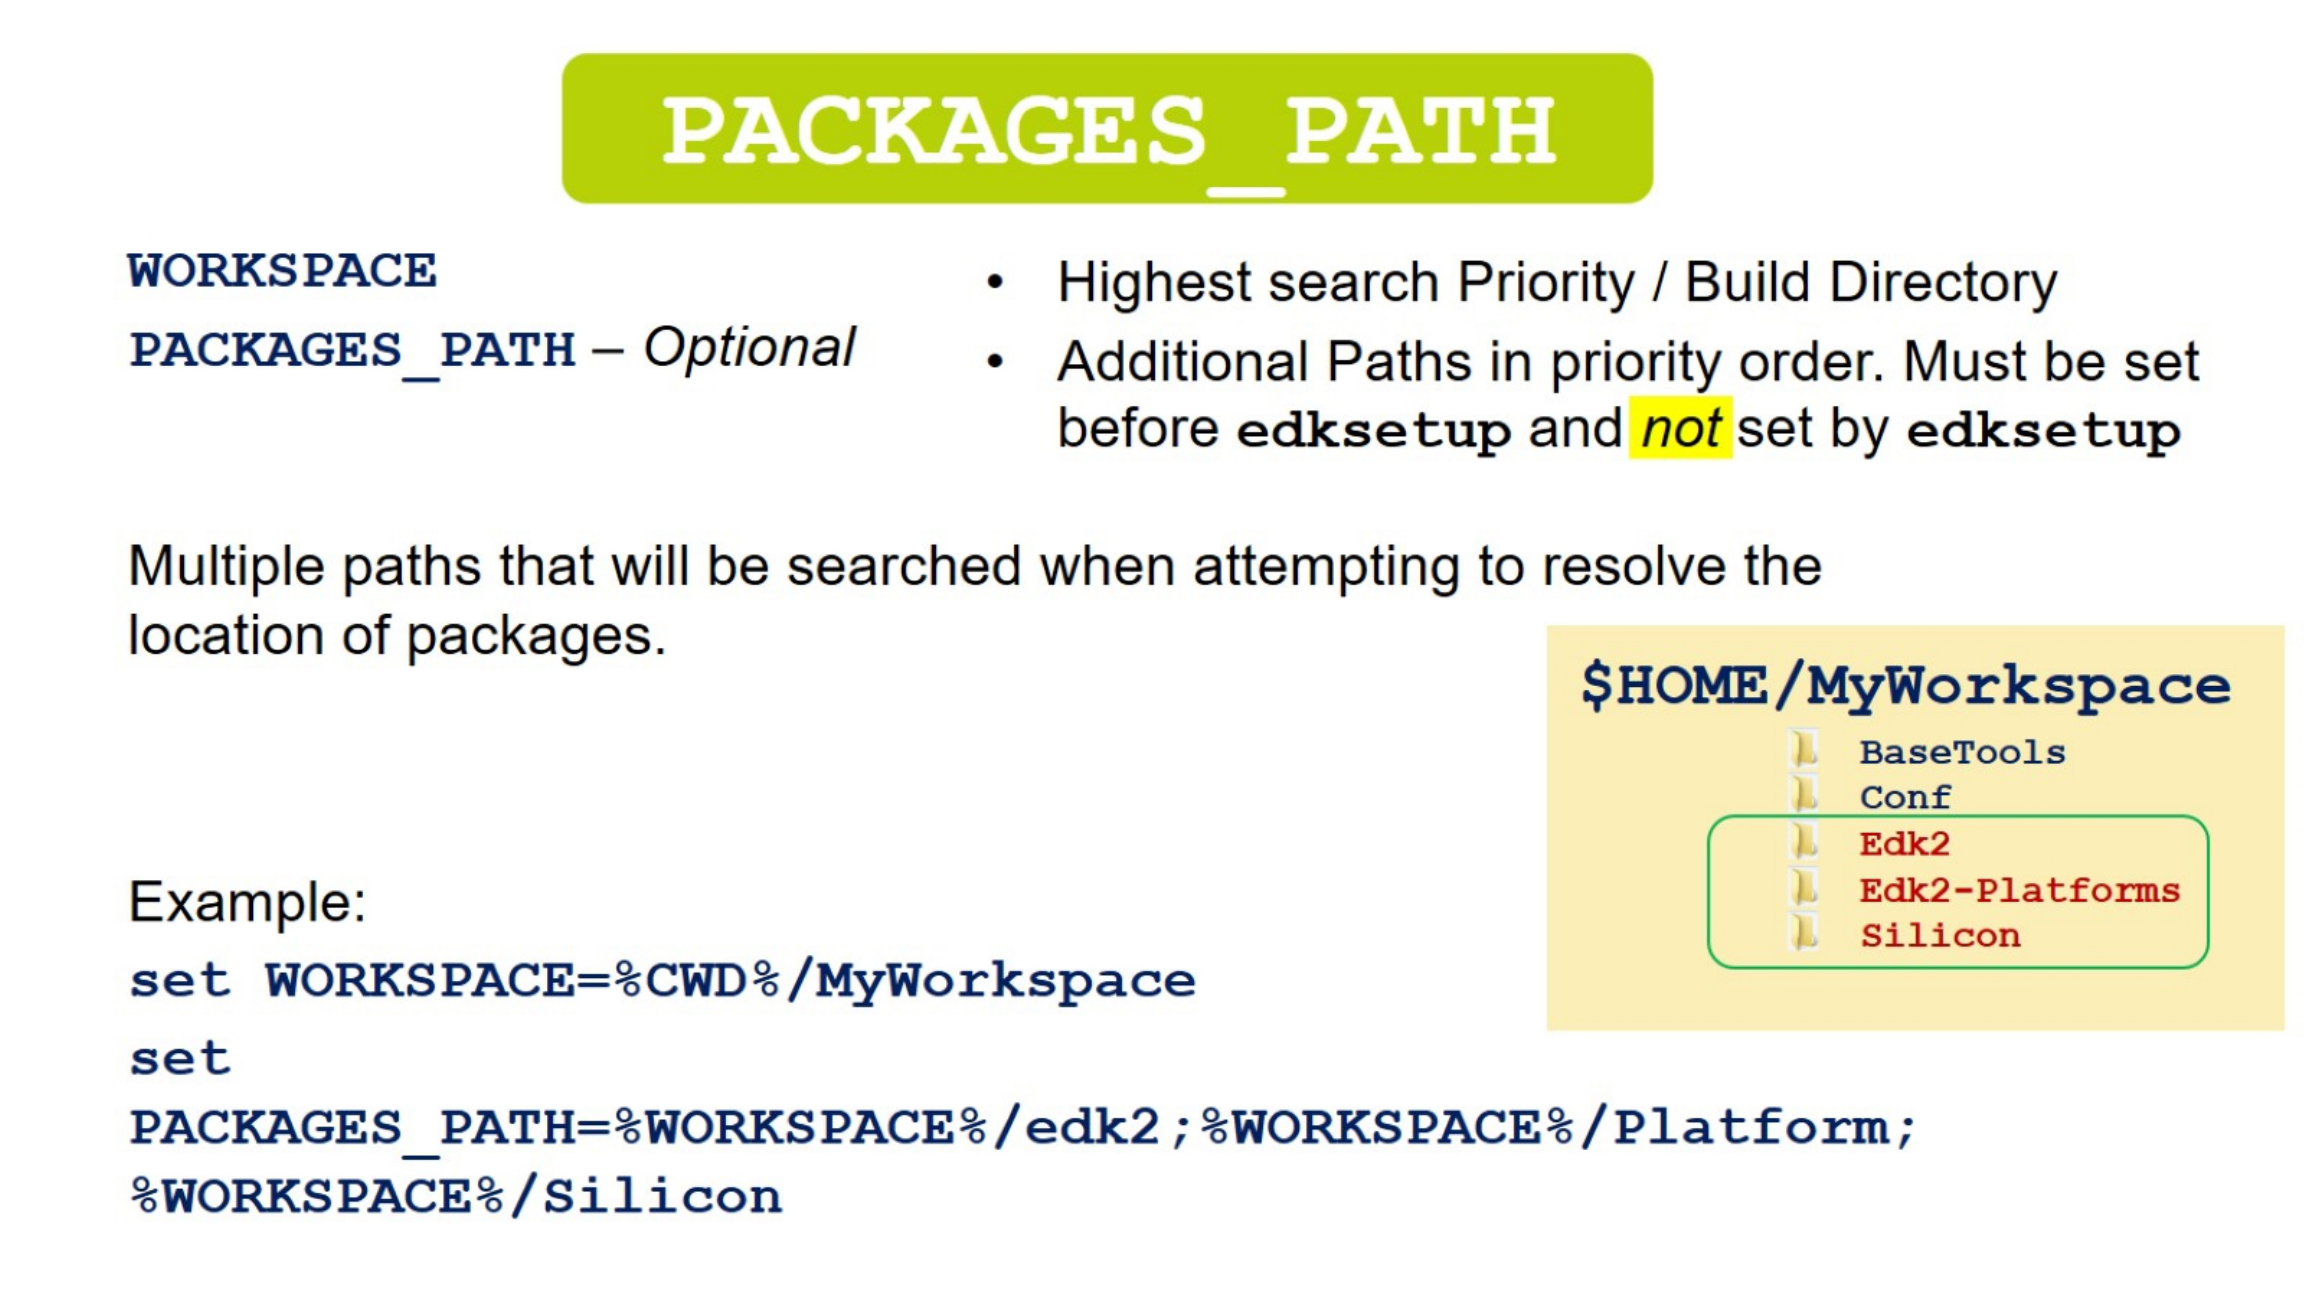 PACKAGES_PATH
WORKSPACE
PACKAGES_PATH – Optional
• Highest search Priority / Build Directory
• Additional Paths in priority order. Must be set
before edksetup and not set by edksetup
Multiple paths that will be searched when attempting to resolve the
location of packages.
$HOME/MyWorkspace
BaseTools
Conf
Edk2
Edk2-Platforms
Silicon
Example:
set WORKSPACE=%CWD%/MyWorkspace
set
PACKAGES_PATH=%WORKSPACE%/edk2;%WORKSPACE%/Platform;
%WORKSPACE%/Silicon